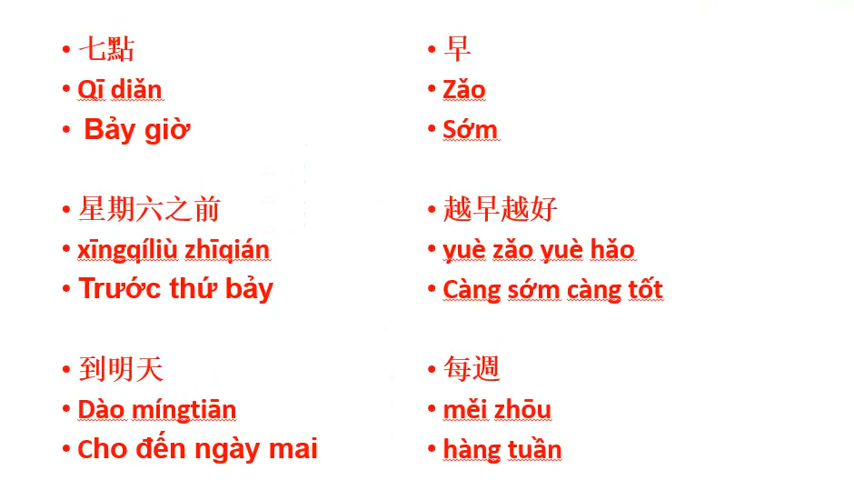 • 七點
• Qī diǎn
• Bảy giờ
• 星期六之前
• xīngqíliù zhīqián
• Trước thứ bảy
• 到明天
• Dào míngtiān
• Cho đến ngày mai
• 早
• Zǎo
• Sớm
• 越早越好
• yuè zǎo yuè hǎo
• Càng sớm càng tốt
• 每週
• měi zhōu
• hàng tuần